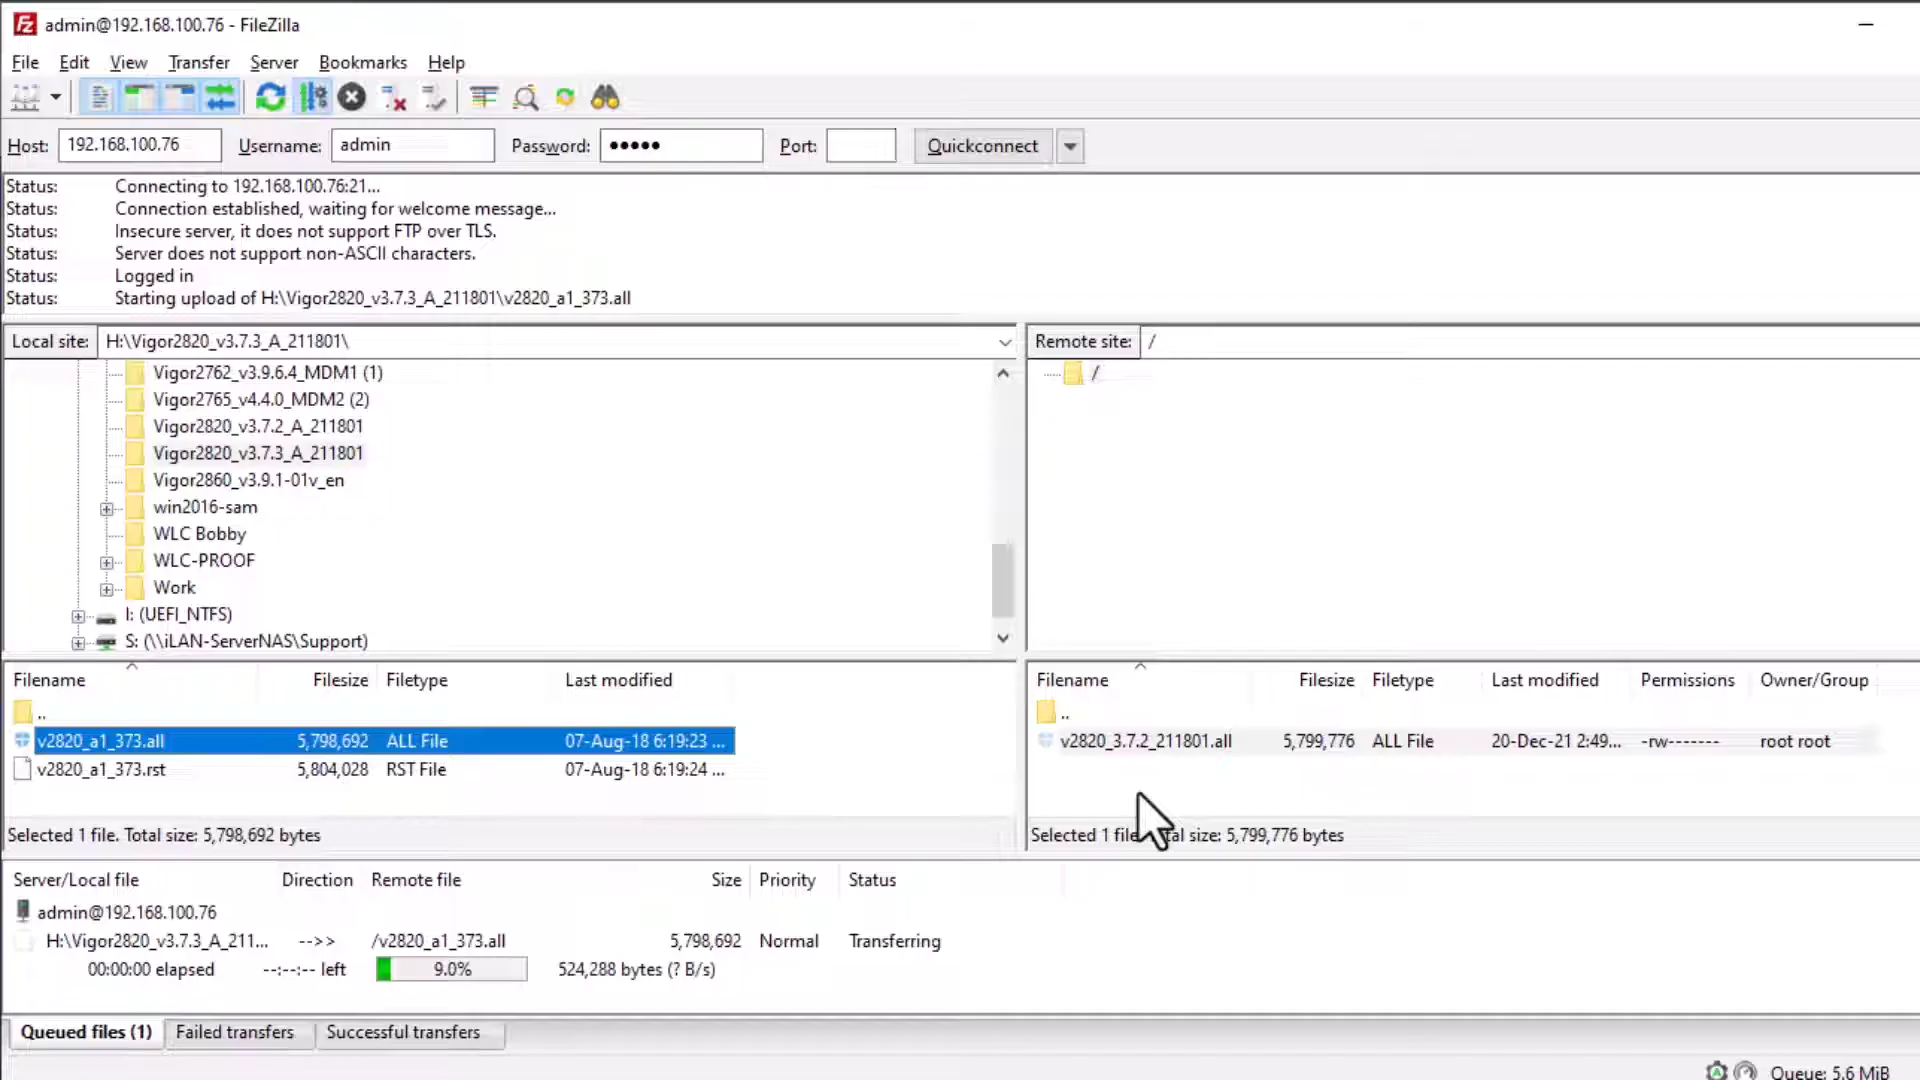 admin@192.168.100.76 - FileZilla
File Edit View Transfer Server Bookmarks Help
Host: 192.168.100.76 Username: admin Password: ●●●●● Port: Quickconnect
Status: Connecting to 192.168.100.76:21...
Status: Connection established, waiting for welcome message...
Status: Insecure server, it does not support FTP over TLS.
Status: Server does not support non-ASCII characters.
Status: Logged in
Status: Starting upload of H:\Vigor2820_v3.7.3_A_211801\v2820_a1_373.all
Local site: H:\Vigor2820_v3.7.3_A_211801\
Vigor2762_v3.9.6.4_MDM1 (1)
Vigor2765_v4.4.0_MDM2 (2)
Vigor2820_v3.7.2_A_211801
Vigor2820_v3.7.3_A_211801
Vigor2860_v3.9.1-01v_en
win2016-sam
WLC Bobby
WLC-PROOF
Work
I: (UEFI_NTFS)
S: (\\iLAN-ServerNAS\Support)
Remote site: /
/
Filename Filesize Filetype Last modified
..
v2820_a1_373.all 5,798,692 ALL File 07-Aug-18 6:19:23 ...
v2820_a1_373.rst 5,804,028 RST File 07-Aug-18 6:19:24 ...
Selected 1 file. Total size: 5,798,692 bytes
Filename Filesize Filetype Last modified Permissions Owner/Group
..
v2820_3.7.2_211801.all 5,799,776 ALL File 20-Dec-21 2:49... -rw------- root root
Selected 1 file size: 5,799,776 bytes
Server/Local file Direction Remote file Size Priority Status
admin@192.168.100.76
H:\Vigor2820_v3.7.3_A_211... -->> /v2820_a1_373.all 5,798,692 Normal Transferring
00:00:00 elapsed --:--:-- left 9.0% 524,288 bytes (? B/s)
Queued files (1) Failed transfers Successful transfers
Queue: 5.6 MiB